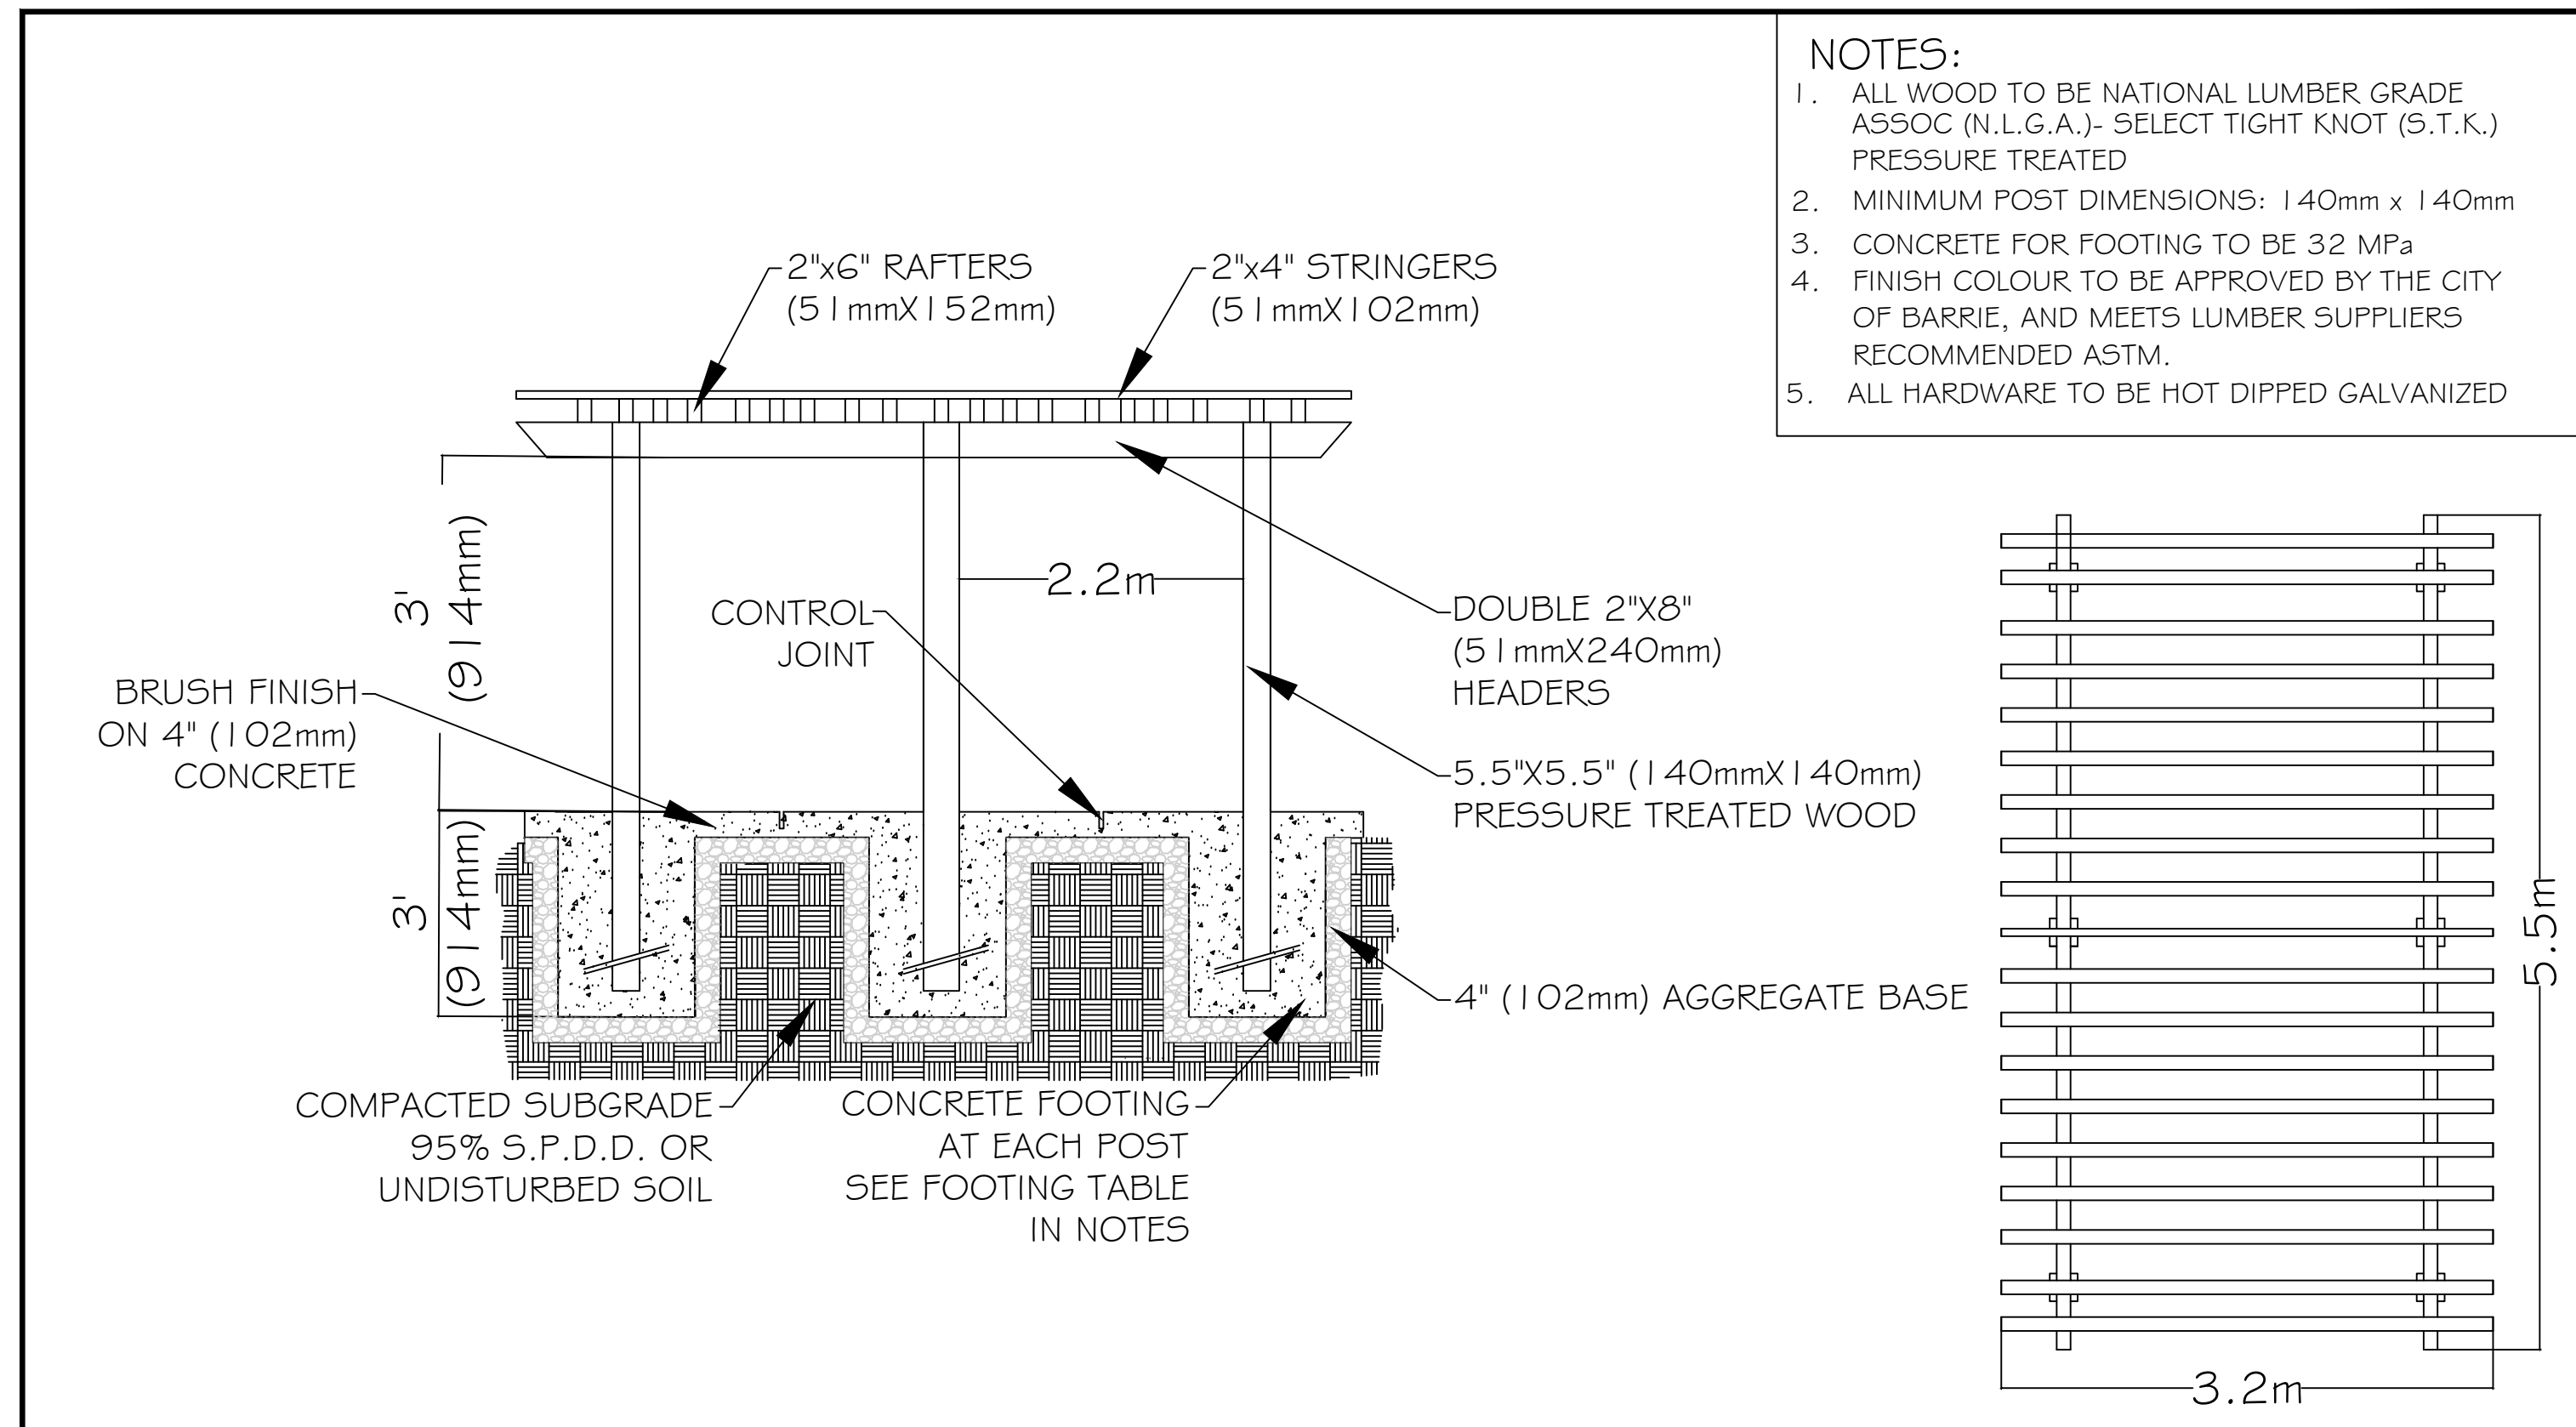 NOTES:
1. ALL WOOD TO BE NATIONAL LUMBER GRADE
ASSOC (N.L.G.A.)- SELECT TIGHT KNOT (S.T.K.)
PRESSURE TREATED
2. MINIMUM POST DIMENSIONS: 140mm x 140mm
3. CONCRETE FOR FOOTING TO BE 32 MPa
4. FINISH COLOUR TO BE APPROVED BY THE CITY
OF BARRIE, AND MEETS LUMBER SUPPLIERS
RECOMMENDED ASTM.
5. ALL HARDWARE TO BE HOT DIPPED GALVANIZED
2"x6" RAFTERS
(51mmX152mm)
2"x4" STRINGERS
(51mmX102mm)
3'
(914mm)
2.2m
CONTROL
JOINT
DOUBLE 2"X8"
(51mmX240mm)
HEADERS
BRUSH FINISH
ON 4" (102mm)
CONCRETE
5.5"X5.5" (140mmX140mm)
PRESSURE TREATED WOOD
3'
(914mm)
4" (102mm) AGGREGATE BASE
COMPACTED SUBGRADE
95% S.P.D.D. OR
UNDISTURBED SOIL
CONCRETE FOOTING
AT EACH POST
SEE FOOTING TABLE
IN NOTES
5.5m
3.2m